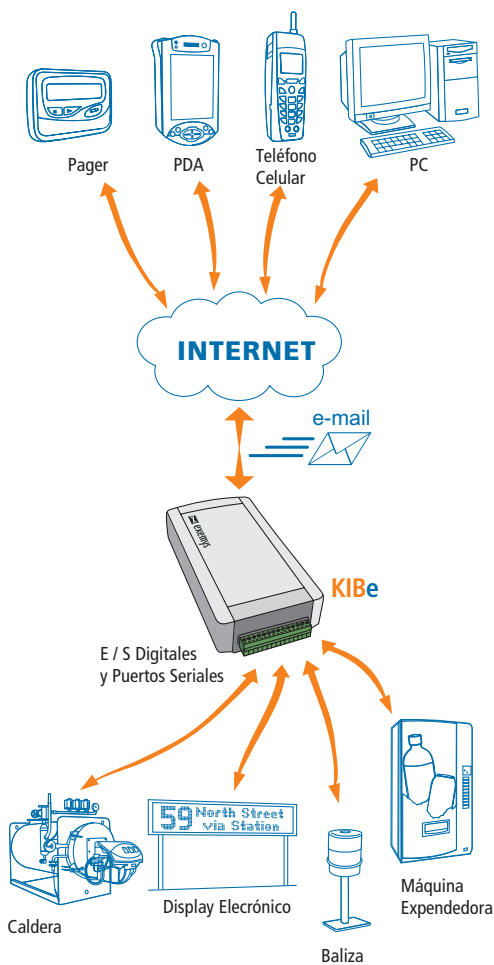 Pager
PDA
Teléfono
Celular
PC
INTERNET
e-mail
exemys
KIBe
E / S Digitales
y Puertos Seriales
59 North Street
via Station
Caldera
Display Elecrónico
Baliza
Máquina
Expendedora